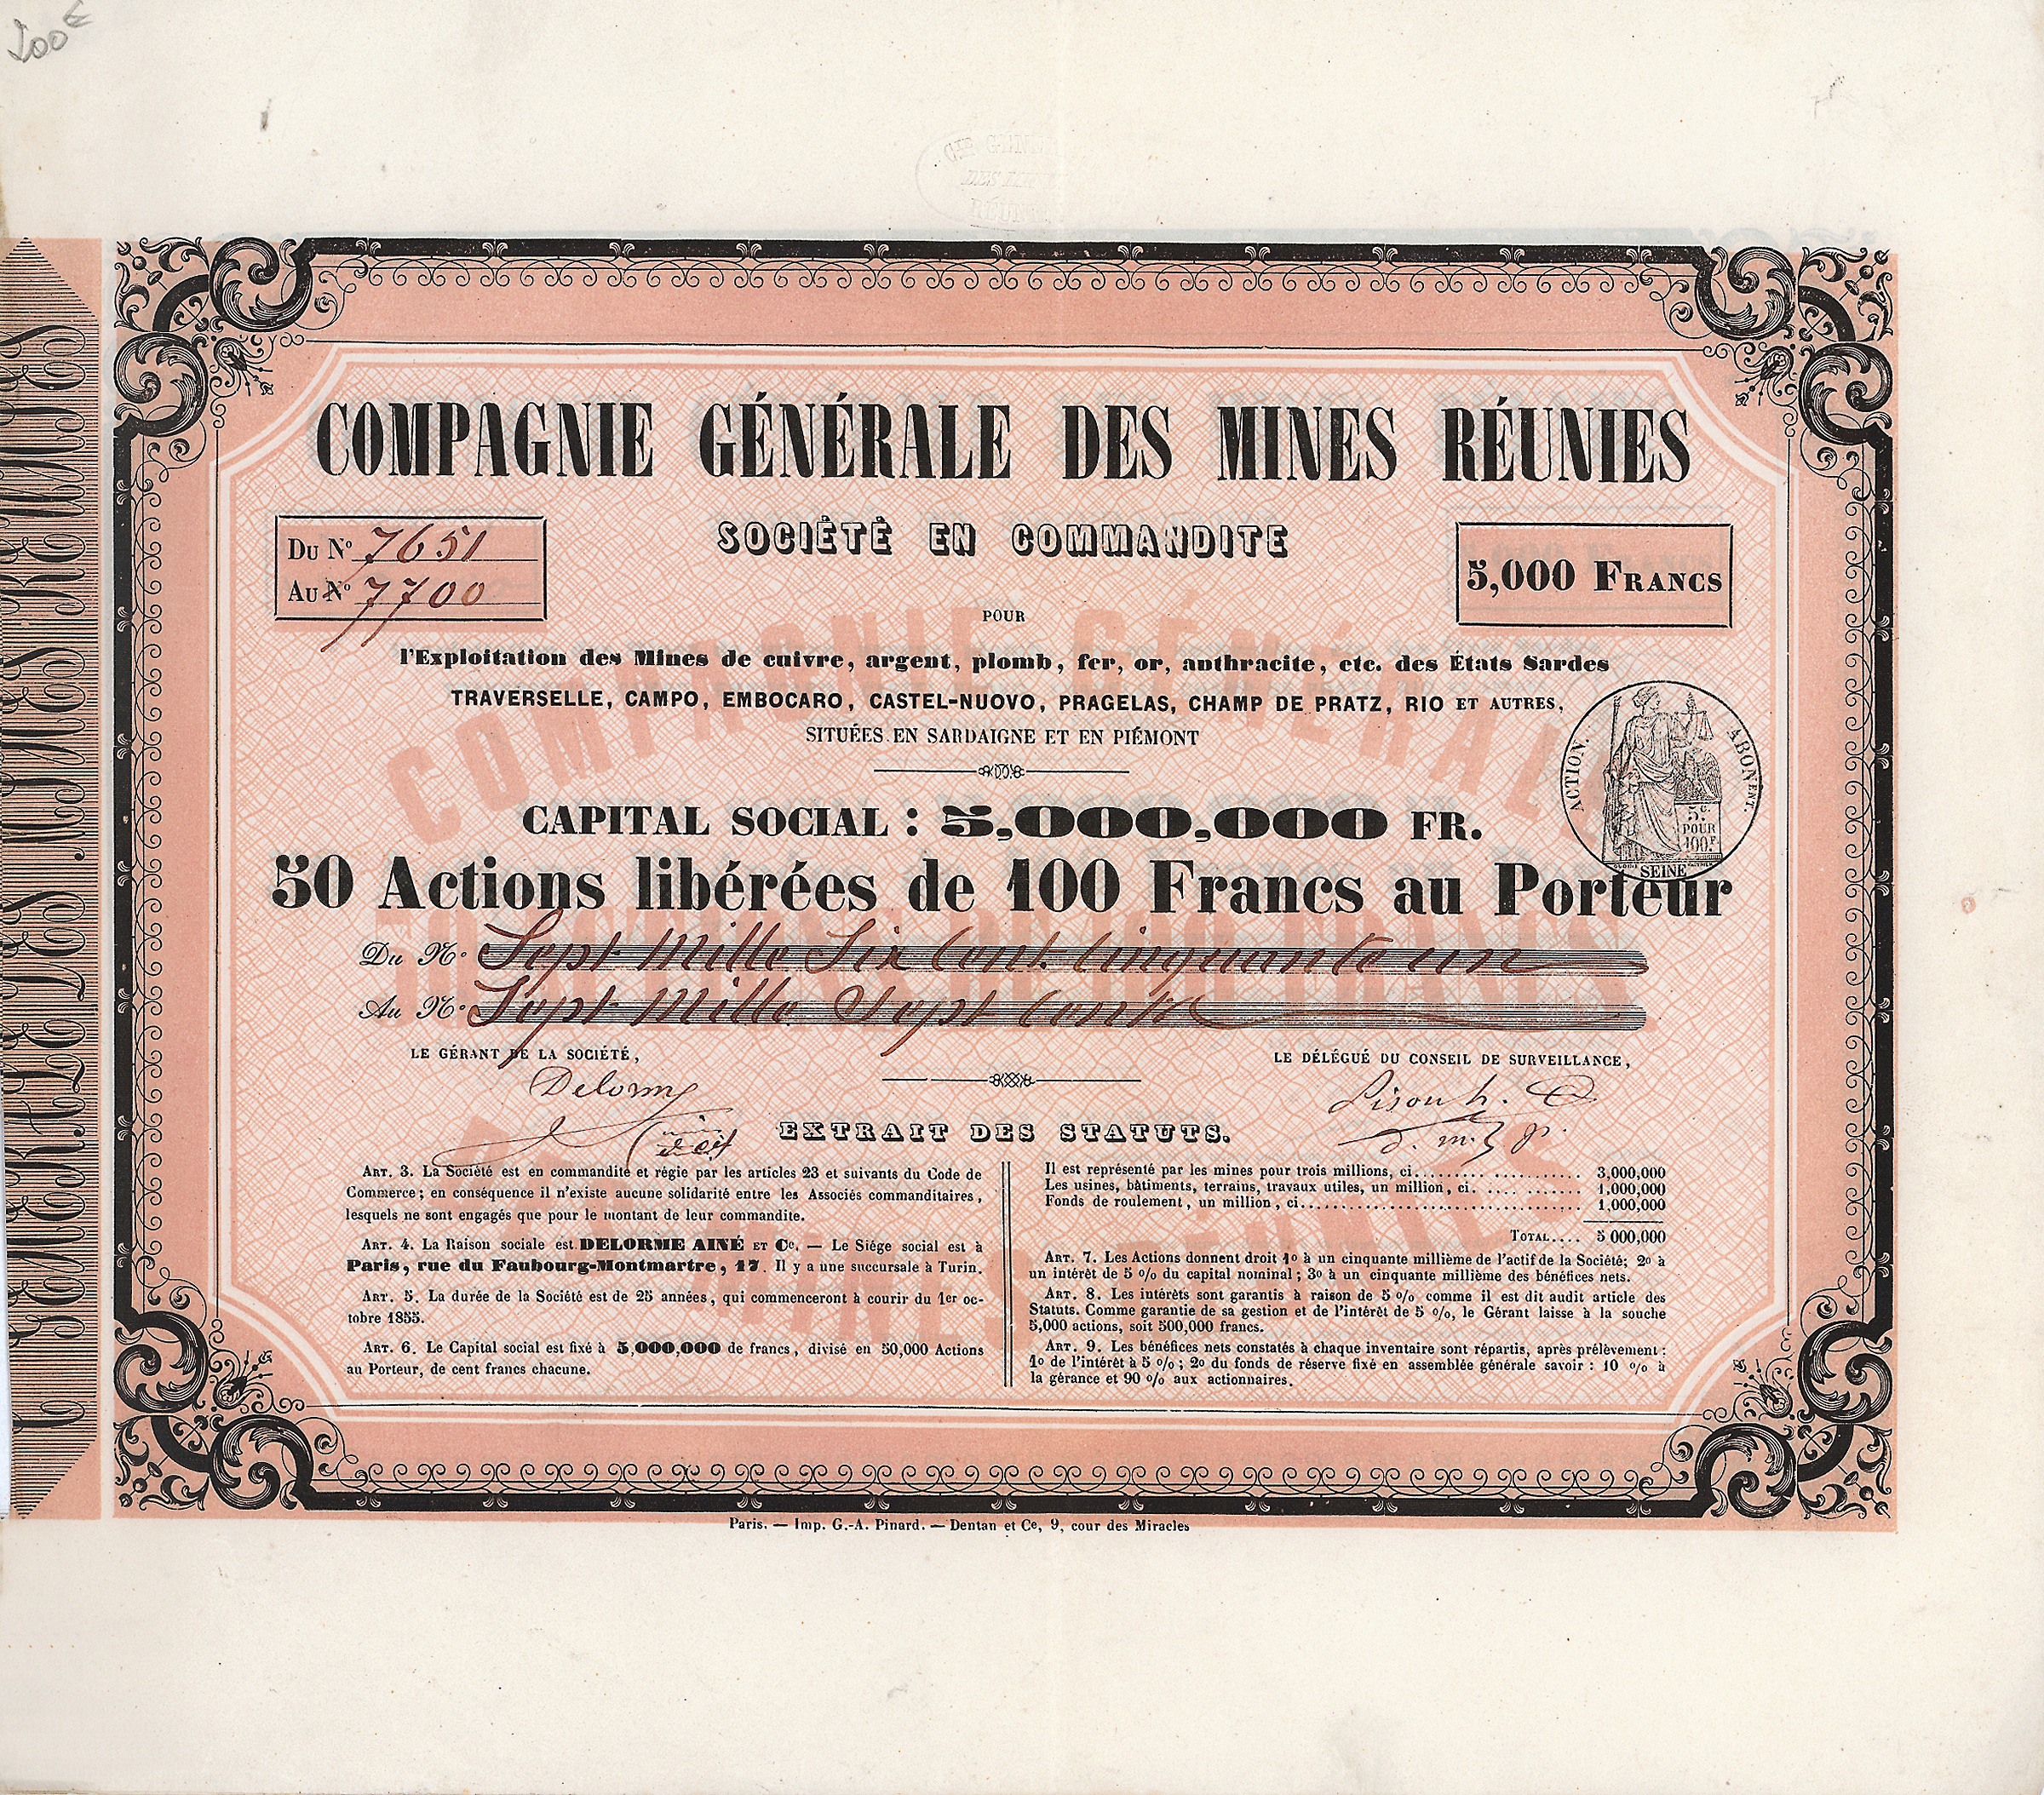 200€
COMPAGNIE GÉNÉRALE DES MINES RÉUNIES
Du No 7651
Au No 7700
SOCIÉTÉ EN COMMANDITE
5,000 FRANCS
POUR
l'Exploitation des Mines de cuivre, argent, plomb, fer, or, anthracite, etc. des États Sardes
TRAVERSELLE, CAMPO, EMBOCARO, CASTEL-NUOVO, PRAGELAS, CHAMP DE PRATZ, RIO ET AUTRES,
SITUÉES EN SARDAIGNE ET EN PIÉMONT
ACTION. ABONENT.
5c.
POUR
100F.
SEINE
CAPITAL SOCIAL : 5,000,000 FR.
50 Actions libérées de 100 Francs au Porteur
Du No Sept Mille Six Cent Cinquante un
Au No Sept Mille Sept Cents
LE GÉRANT DE LA SOCIÉTÉ,
LE DÉLÉGUÉ DU CONSEIL DE SURVEILLANCE,
Delorme
EXTRAIT DES STATUTS.
ART. 3. La Société est en commandite et régie par les articles 23 et suivants du Code de
Commerce; en conséquence il n'existe aucune solidarité entre les Associés commanditaires,
lesquels ne sont engagés que pour le montant de leur commandite.
ART. 4. La Raison sociale est DELORME AINÉ ET Ce. — Le Siége social est à
Paris, rue du Faubourg-Montmartre, 17. Il y a une succursale à Turin.
ART. 5. La durée de la Société est de 25 années, qui commenceront à courir du 1er oc-
tobre 1855.
ART. 6. Le Capital social est fixé à 5,000,000 de francs, divisé en 50,000 Actions
au Porteur, de cent francs chacune.
Il est représenté par les mines pour trois millions, ci.................... 3,000,000
Les usines, bâtiments, terrains, travaux utiles, un million, ci. .... ....... 1,000,000
Fonds de roulement, un million, ci................................... 1,000,000
TOTAL.... 5 000,000
ART. 7. Les Actions donnent droit 1o à un cinquante millième de l'actif de la Société; 2o à
un intérêt de 5 % du capital nominal; 3o à un cinquante millième des bénéfices nets.
ART. 8. Les intérêts sont garantis à raison de 5 % comme il est dit audit article des
Statuts. Comme garantie de sa gestion et de l'intérêt de 5 %, le Gérant laisse à la souche
5,000 actions, soit 500,000 francs.
ART. 9. Les bénéfices nets constatés à chaque inventaire sont répartis, après prélèvement:
1o de l'intérêt à 5 %; 2o du fonds de réserve fixé en assemblée générale savoir : 10 % à
la gérance et 90 % aux actionnaires.
Paris. — Imp. G.-A. Pinard. — Dentan et Ce, 9, cour des Miracles